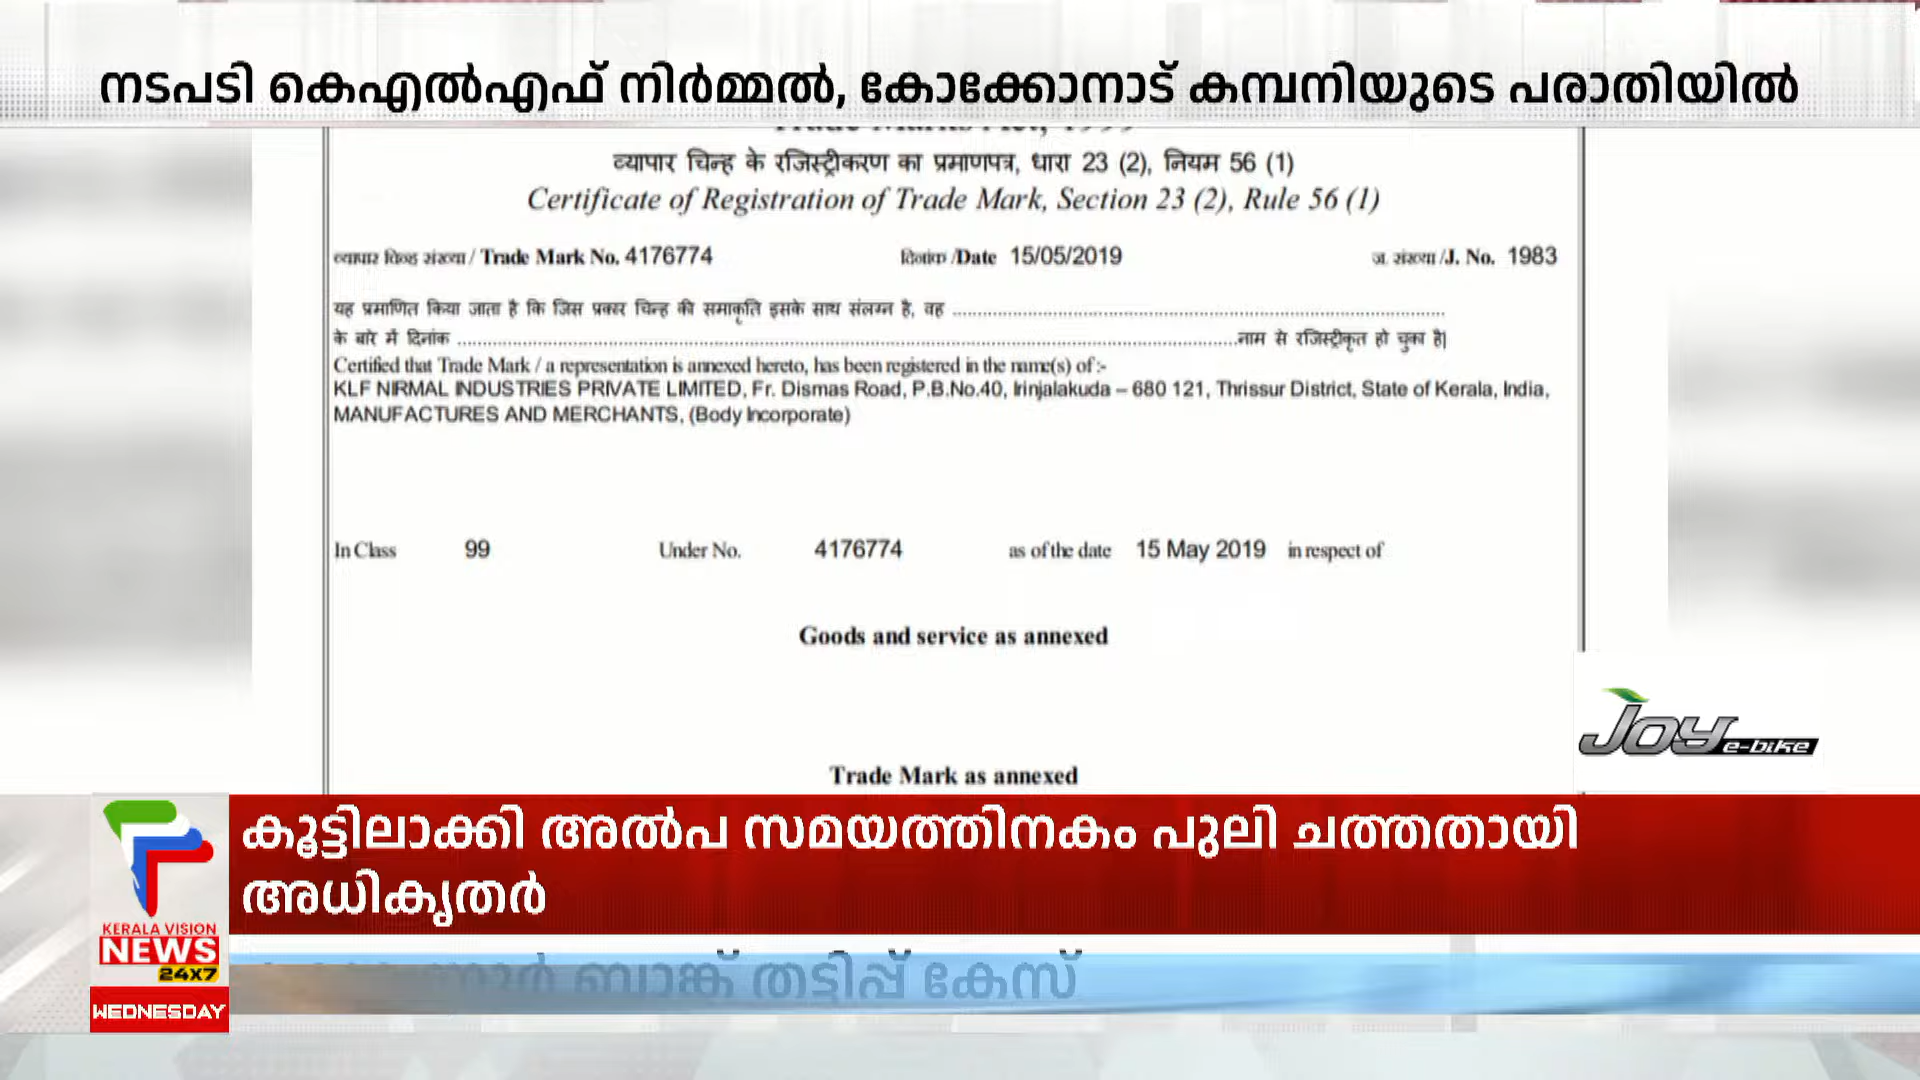 നടപടി കെഎൽഎഫ് നിർമ്മൽ, കോക്കോനാട് കമ്പനിയുടെ പരാതിയിൽ
Trade Marks Act, 1999
व्यापार चिन्ह के रजिस्ट्रीकरण का प्रमाणपत्र, धारा 23 (2), नियम 56 (1)
Certificate of Registration of Trade Mark, Section 23 (2), Rule 56 (1)
व्यापार चिन्ह संख्या / Trade Mark No. 4176774 दिनांक /Date 15/05/2019 ज. संख्या /J. No. 1983
यह प्रमाणित किया जाता है कि जिस प्रकार चिन्ह की समाकृति इसके साथ संलग्न है, वह ..........
के बारे में दिनांक ..........नाम से रजिस्ट्रीकृत हो चुका है|
Certified that Trade Mark / a representation is annexed hereto, has been registered in the name(s) of:-
KLF NIRMAL INDUSTRIES PRIVATE LIMITED, Fr. Dismas Road, P.B.No.40, Irinjalakuda – 680 121, Thrissur District, State of Kerala, India,
MANUFACTURES AND MERCHANTS, (Body Incorporate)
In Class 99 Under No. 4176774 as of the date 15 May 2019 in respect of
Goods and service as annexed
Joy e-bike
Trade Mark as annexed
കൂട്ടിലാക്കി അൽപ സമയത്തിനകം പുലി ചത്തതായി
അധികൃതർ
KERALA VISION
NEWS
24X7
ബാങ്ക് തട്ടിപ്പ് കേസ്
WEDNESDAY